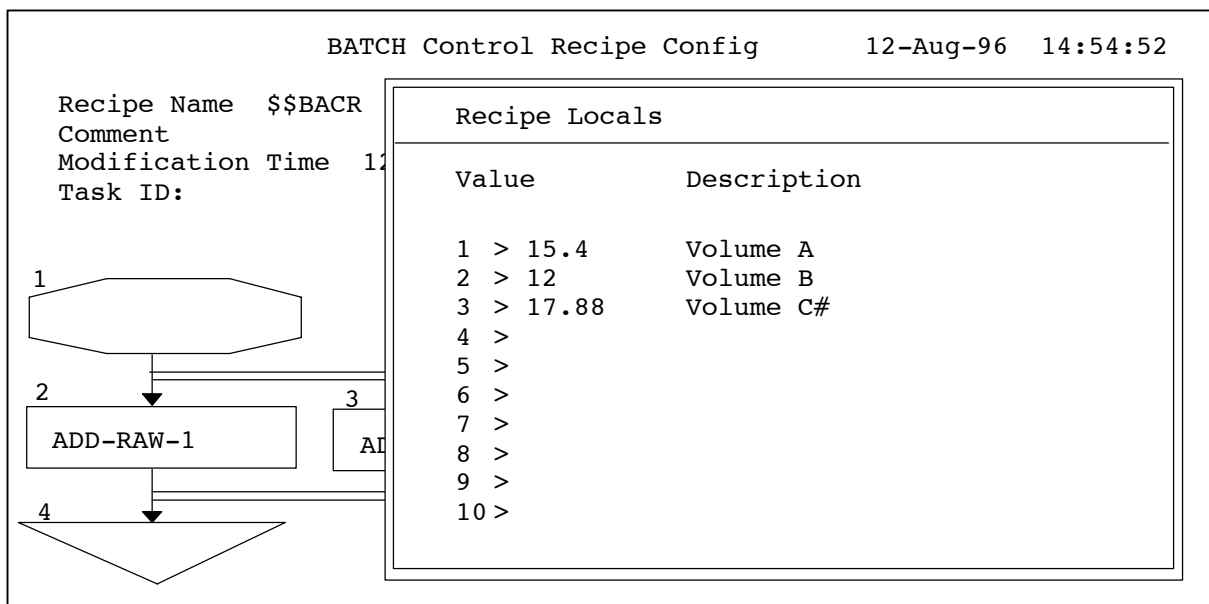 BATCH Control Recipe Config 12-Aug-96 14:54:52
Recipe Name $$BACR
Comment
Modification Time 12
Task ID:
Recipe Locals
Value Description
1 > 15.4 Volume A
2 > 12 Volume B
3 > 17.88 Volume C#
4 >
5 >
6 >
7 >
8 >
9 >
10 >
1
2
3
ADD-RAW-1
4